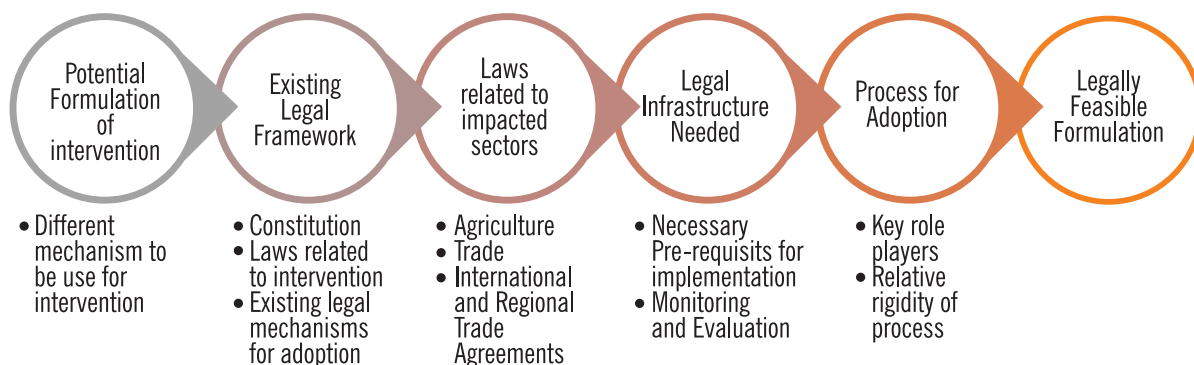 Potential
Formulation
of
intervention
Existing
Legal
Framework
Laws
related to
impacted
sectors
Legal
Infrastructure
Needed
Process for
Adoption
Legally
Feasible
Formulation
• Different
mechanism to
be use for
intervention
• Constitution
• Laws related
to intervention
• Existing legal
mechanisms
for adoption
• Agriculture
• Trade
• International
and Regional
Trade
Agreements
• Necessary
Pre-requisits for
implementation
• Monitoring
and Evaluation
• Key role
players
• Relative
rigidity of
process